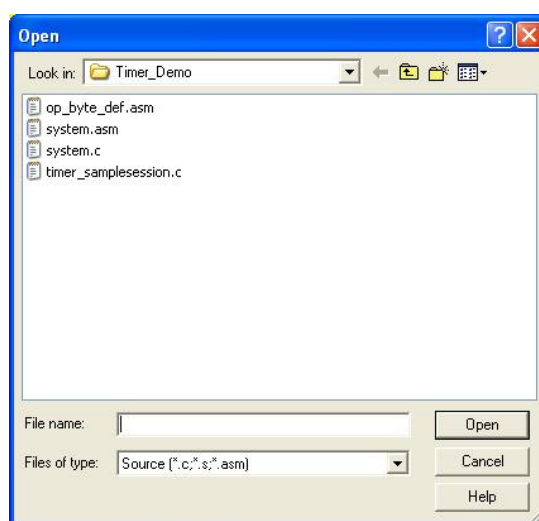 Open
Look in: Timer_Demo
op_byte_def.asm
system.asm
system.c
timer_samplesession.c
File name:
Open
Files of type: Source (*.c;*.s;*.asm)
Cancel
Help